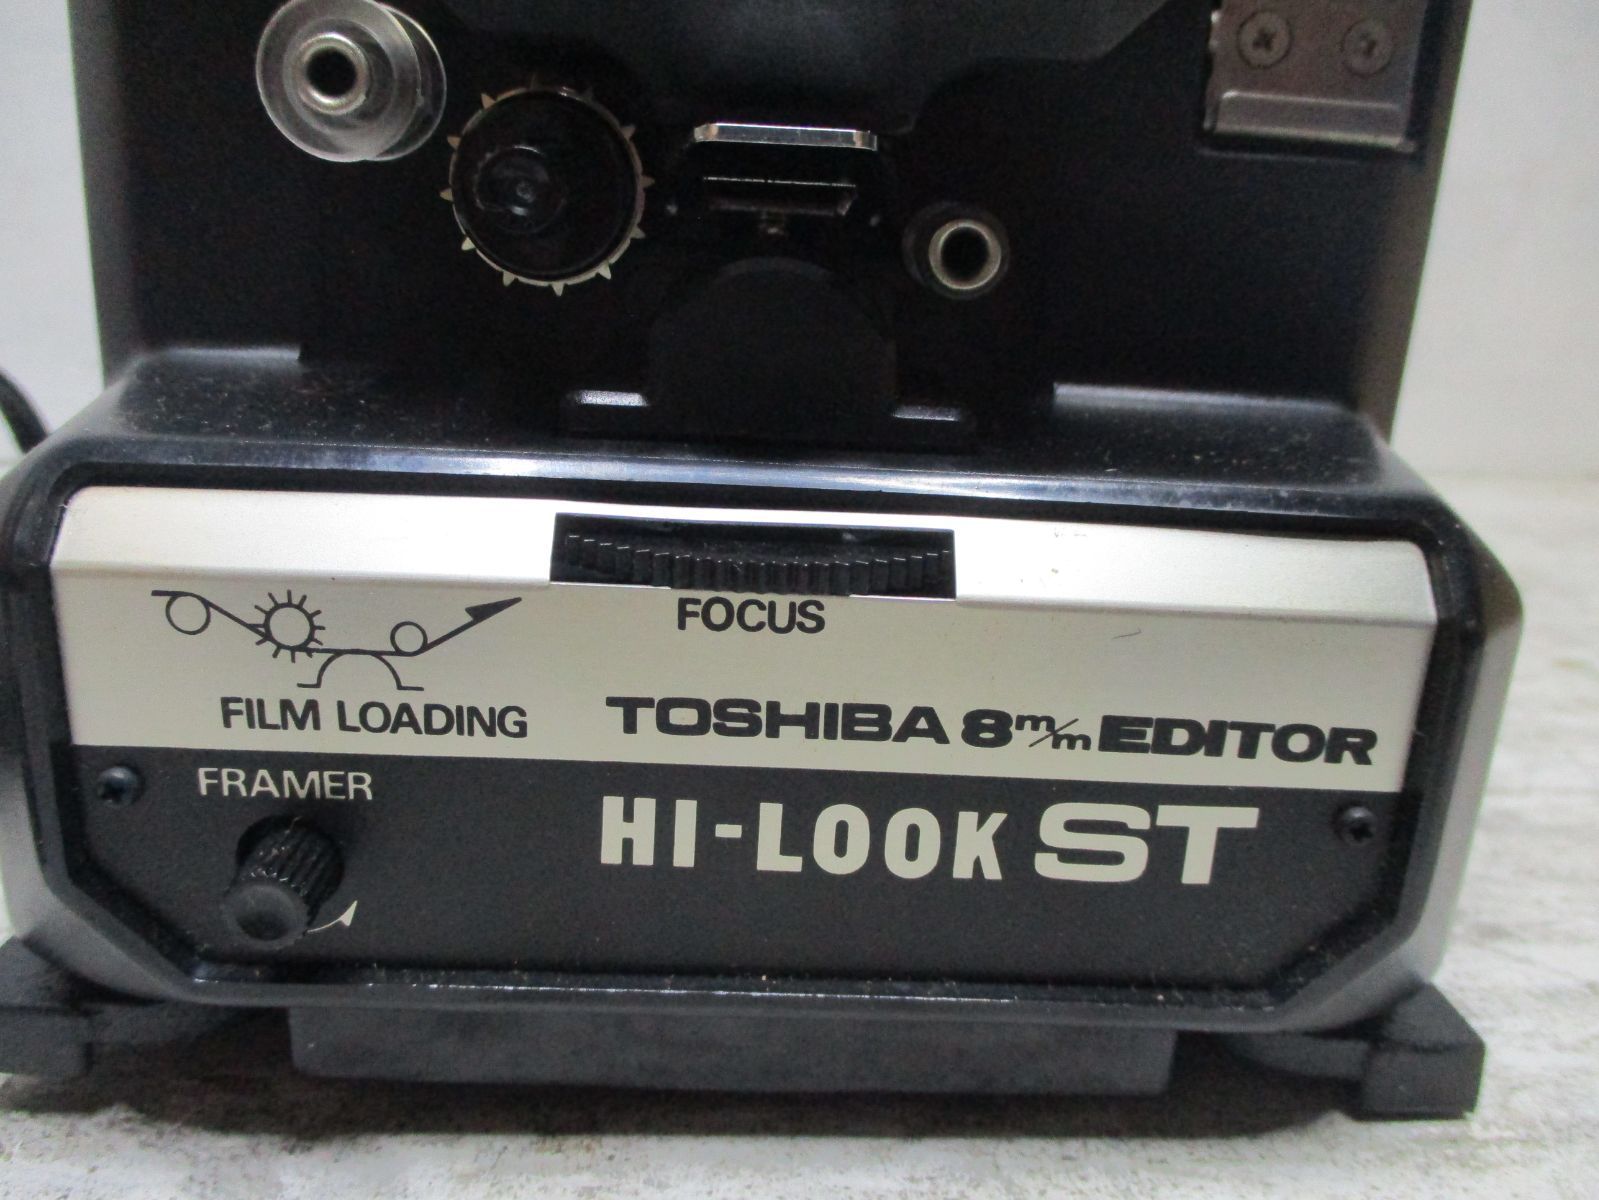 FOCUS
FILM LOADING
TOSHIBA 8m/m EDITOR
FRAMER
HI-LOOK ST